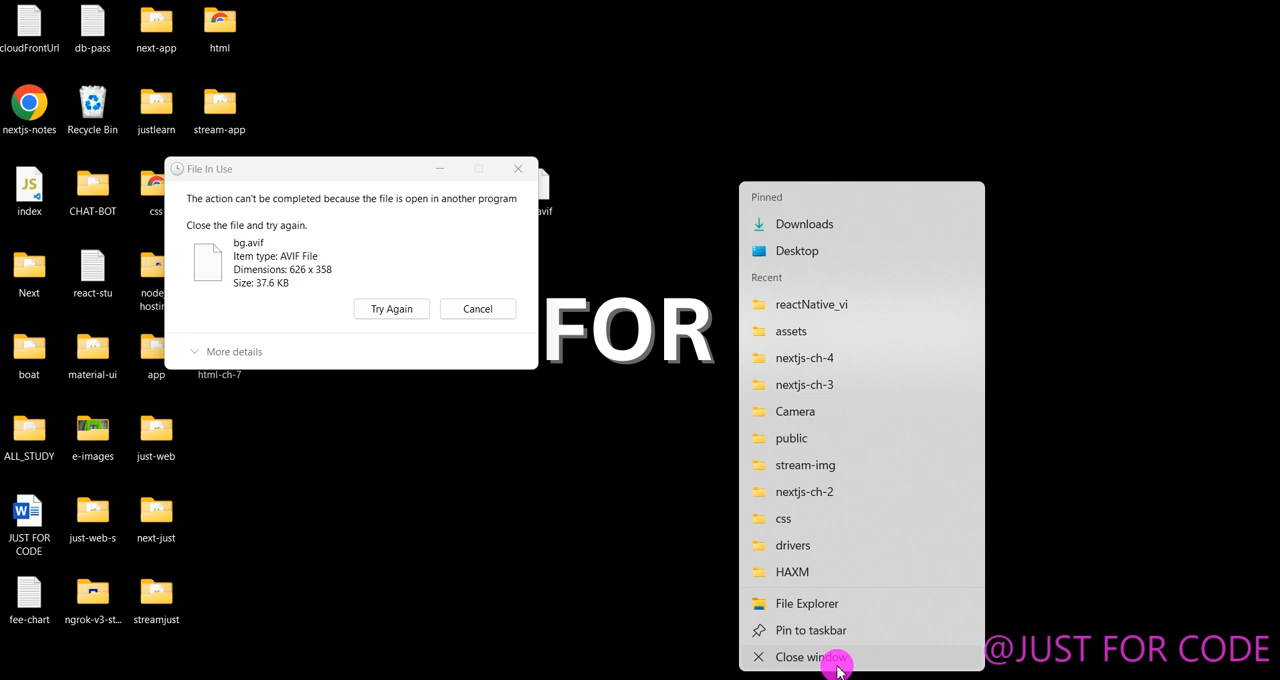 cloudFrontUrl
db-pass
next-app
html
nextjs-notes
Recycle Bin
justlearn
stream-app
JS
index
CHAT-BOT
css
avif
Next
react-stu
node
hostin
boat
material-ui
app
html-ch-7
ALL_STUDY
e-images
just-web
W
JUST FOR
CODE
just-web-s
next-just
fee-chart
ngrok-v3-st...
streamjust
File In Use
The action can't be completed because the file is open in another program
Close the file and try again.
bg.avif
Item type: AVIF File
Dimensions: 626 x 358
Size: 37.6 KB
Try Again
Cancel
More details
FOR
Pinned
Downloads
Desktop
Recent
reactNative_vi
assets
nextjs-ch-4
nextjs-ch-3
Camera
public
stream-img
nextjs-ch-2
css
drivers
HAXM
File Explorer
Pin to taskbar
Close window
@JUST FOR CODE